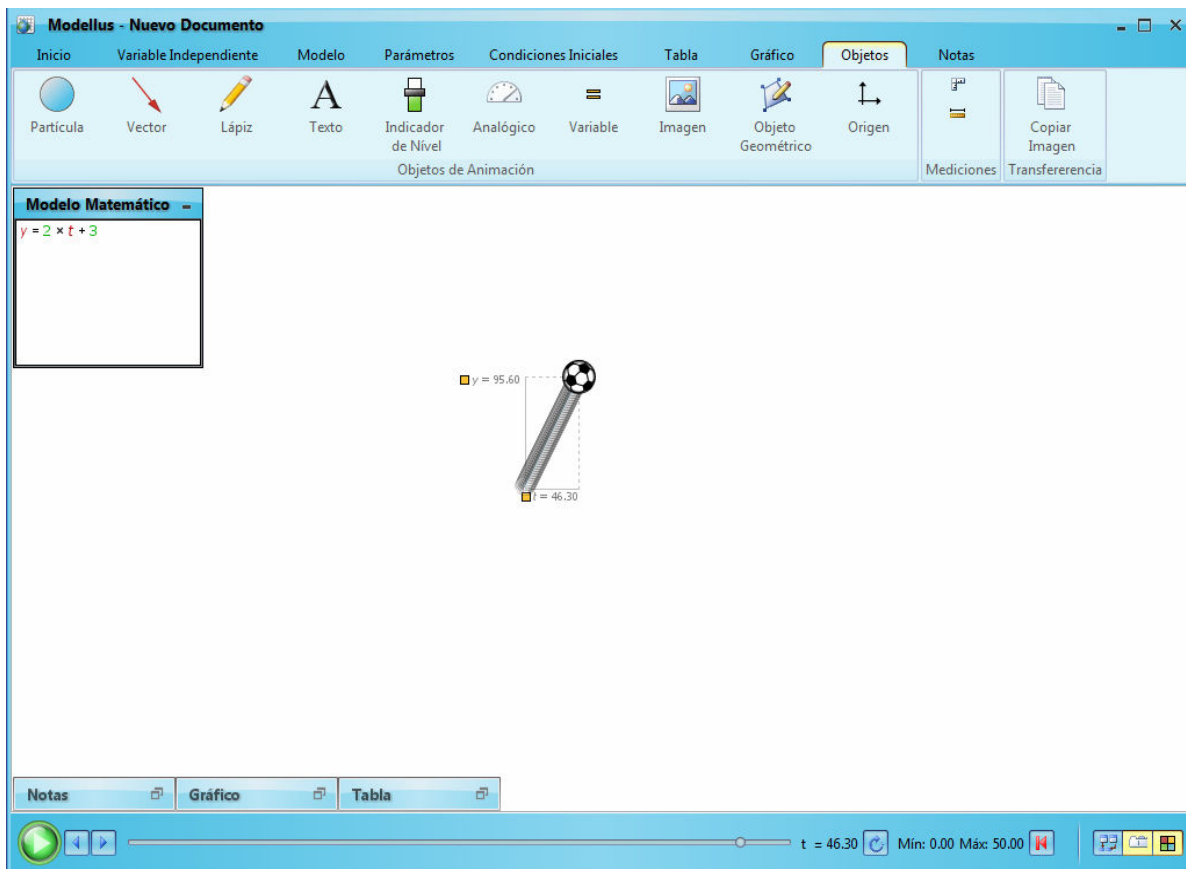 Modellus - Nuevo Documento
Inicio Variable Independiente Modelo Parámetros Condiciones Iniciales Tabla Gráfico Objetos Notas
Partícula Vector Lápiz A Texto Indicador de Nivel Analógico Variable Imagen Objeto Geométrico Origen Copiar Imagen
Objetos de Animación Mediciones Transfererencia
Modelo Matemático
y = 2 × t + 3
y = 95.60
t = 46.30
Notas Gráfico Tabla
t = 46.30 Mín: 0.00 Máx: 50.00